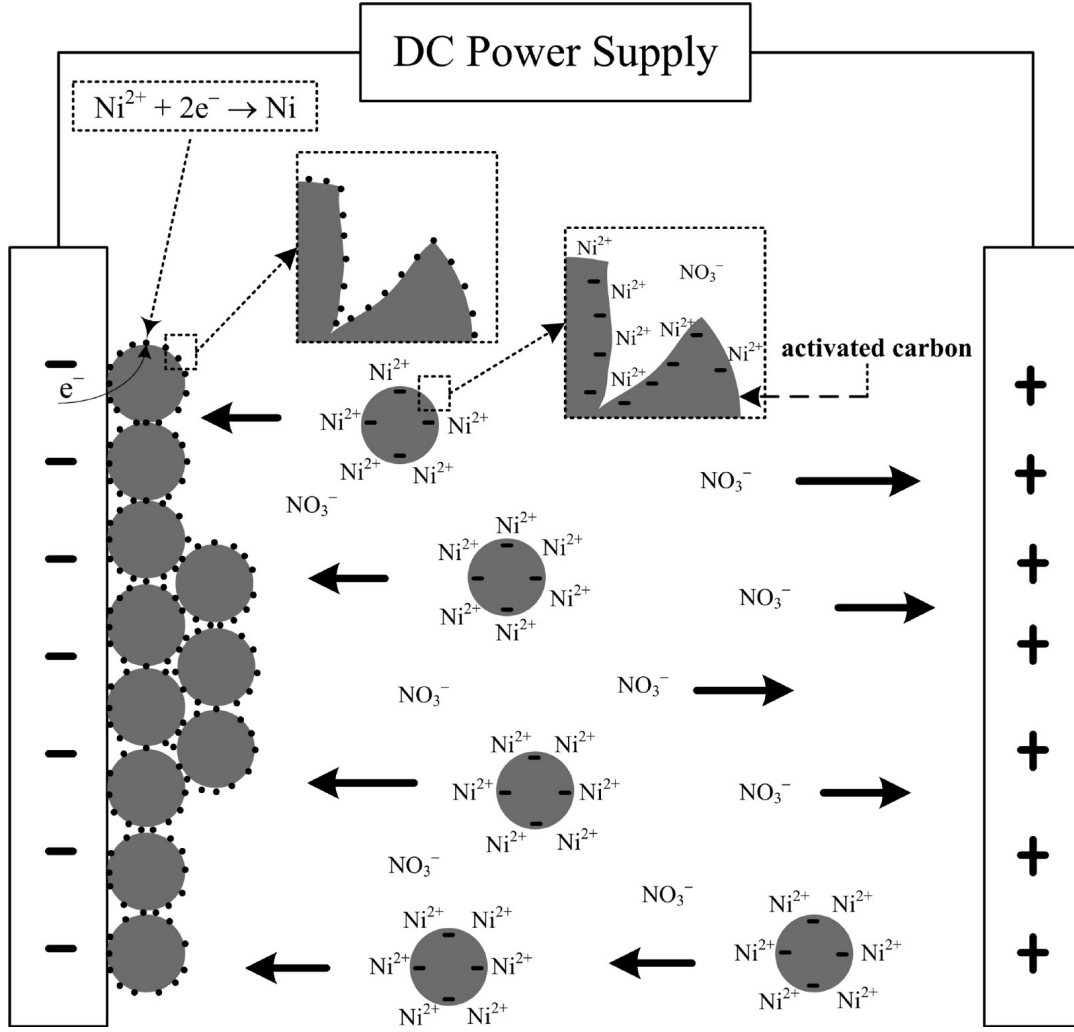 DC Power Supply
Ni²⁺ + 2e⁻ → Ni
e⁻
Ni²⁺
NO₃⁻
Ni²⁺
Ni²⁺
Ni²⁺
Ni²⁺
Ni²⁺
activated carbon
Ni²⁺
Ni²⁺ Ni²⁺
Ni²⁺ Ni²⁺
NO₃⁻
NO₃⁻
Ni²⁺
Ni²⁺ Ni²⁺
Ni²⁺ Ni²⁺
Ni²⁺
NO₃⁻
NO₃⁻
NO₃⁻
Ni²⁺ Ni²⁺
Ni²⁺ Ni²⁺
Ni²⁺ Ni²⁺
NO₃⁻
NO₃⁻
NO₃⁻
Ni²⁺ Ni²⁺
Ni²⁺ Ni²⁺
Ni²⁺ Ni²⁺
Ni²⁺ Ni²⁺
Ni²⁺ Ni²⁺
Ni²⁺ Ni²⁺